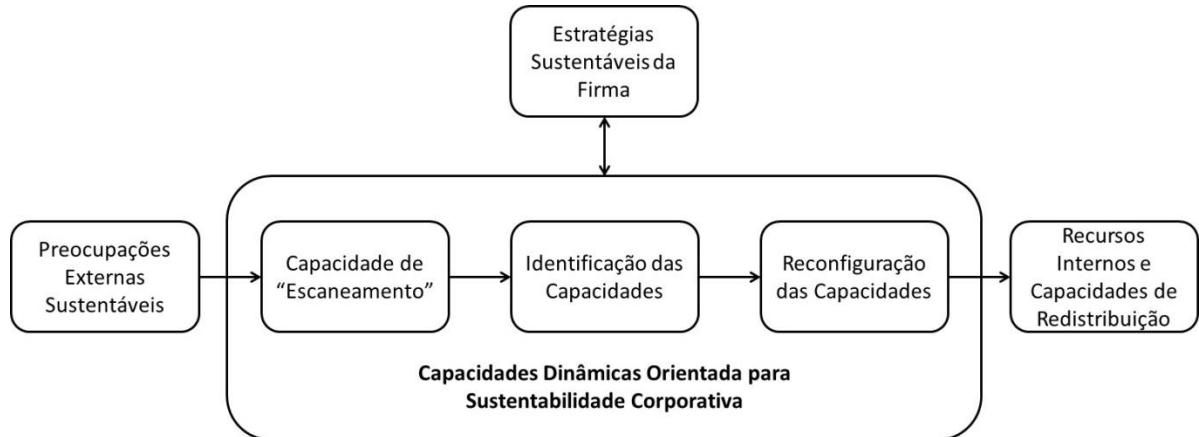 Estratégias
Sustentáveis da
Firma
Preocupações
Externas
Sustentáveis
Capacidade de
“Escaneamento”
Identificação das
Capacidades
Reconfiguração
das Capacidades
Recursos
Internos e
Capacidades de
Redistribuição
Capacidades Dinâmicas Orientada para
Sustentabilidade Corporativa